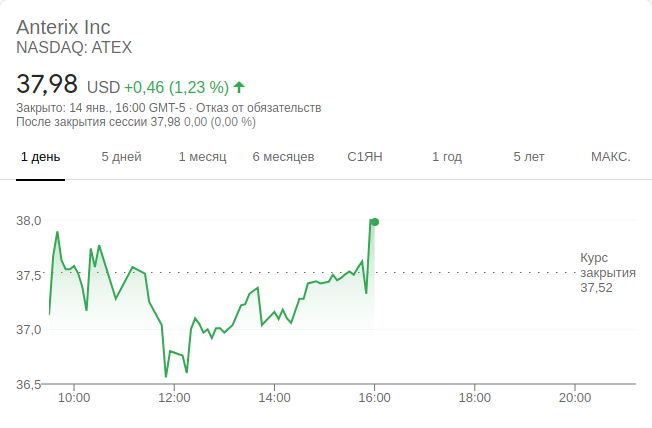 Anterix Inc
NASDAQ: ATEX
37,98 USD +0,46 (1,23 %)
Закрыто: 14 янв., 16:00 GMT-5 · Отказ от обязательств
После закрытия сессии 37,98 0,00 (0,00 %)
1 день 5 дней 1 месяц 6 месяцев С1ЯН 1 год 5 лет МАКС.
38,0
37,5
37,0
36,5
Курс
закрытия
37,52
10:00 12:00 14:00 16:00 18:00 20:00